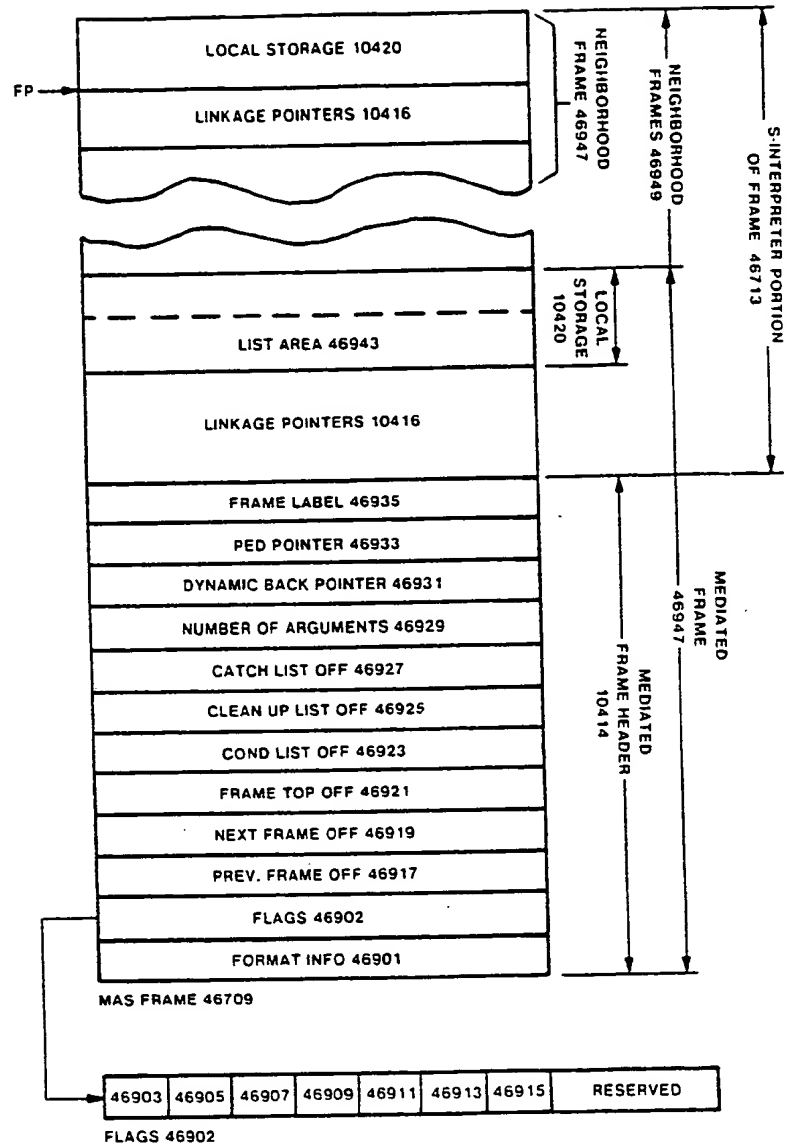 LOCAL STORAGE 10420
FP
LINKAGE POINTERS 10416
NEIGHBORHOOD
FRAME 46947
NEIGHBORHOOD
FRAMES 46949
S-INTERPRETER PORTION
OF FRAME 46713
LOCAL
STORAGE
10420
LIST AREA 46943
LINKAGE POINTERS 10416
FRAME LABEL 46935
PED POINTER 46933
DYNAMIC BACK POINTER 46931
NUMBER OF ARGUMENTS 46929
CATCH LIST OFF 46927
CLEAN UP LIST OFF 46925
COND LIST OFF 46923
FRAME TOP OFF 46921
NEXT FRAME OFF 46919
PREV. FRAME OFF 46917
FLAGS 46902
FORMAT INFO 46901
MEDIATED
FRAME
46947
MEDIATED
FRAME HEADER
10414
MAS FRAME 46709
46903 46905 46907 46909 46911 46913 46915 RESERVED
FLAGS 46902